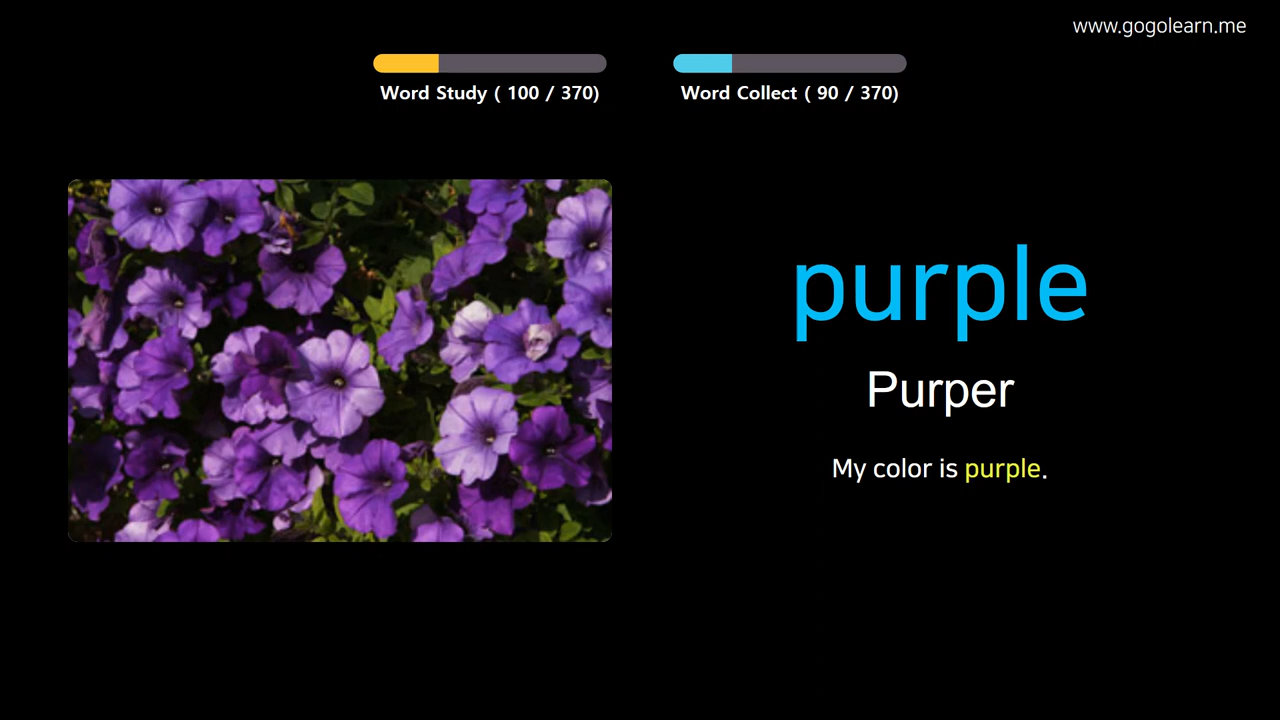 www.gogolearn.me
Word Study ( 100 / 370)
Word Collect ( 90 / 370)
purple
Purper
My color is purple.